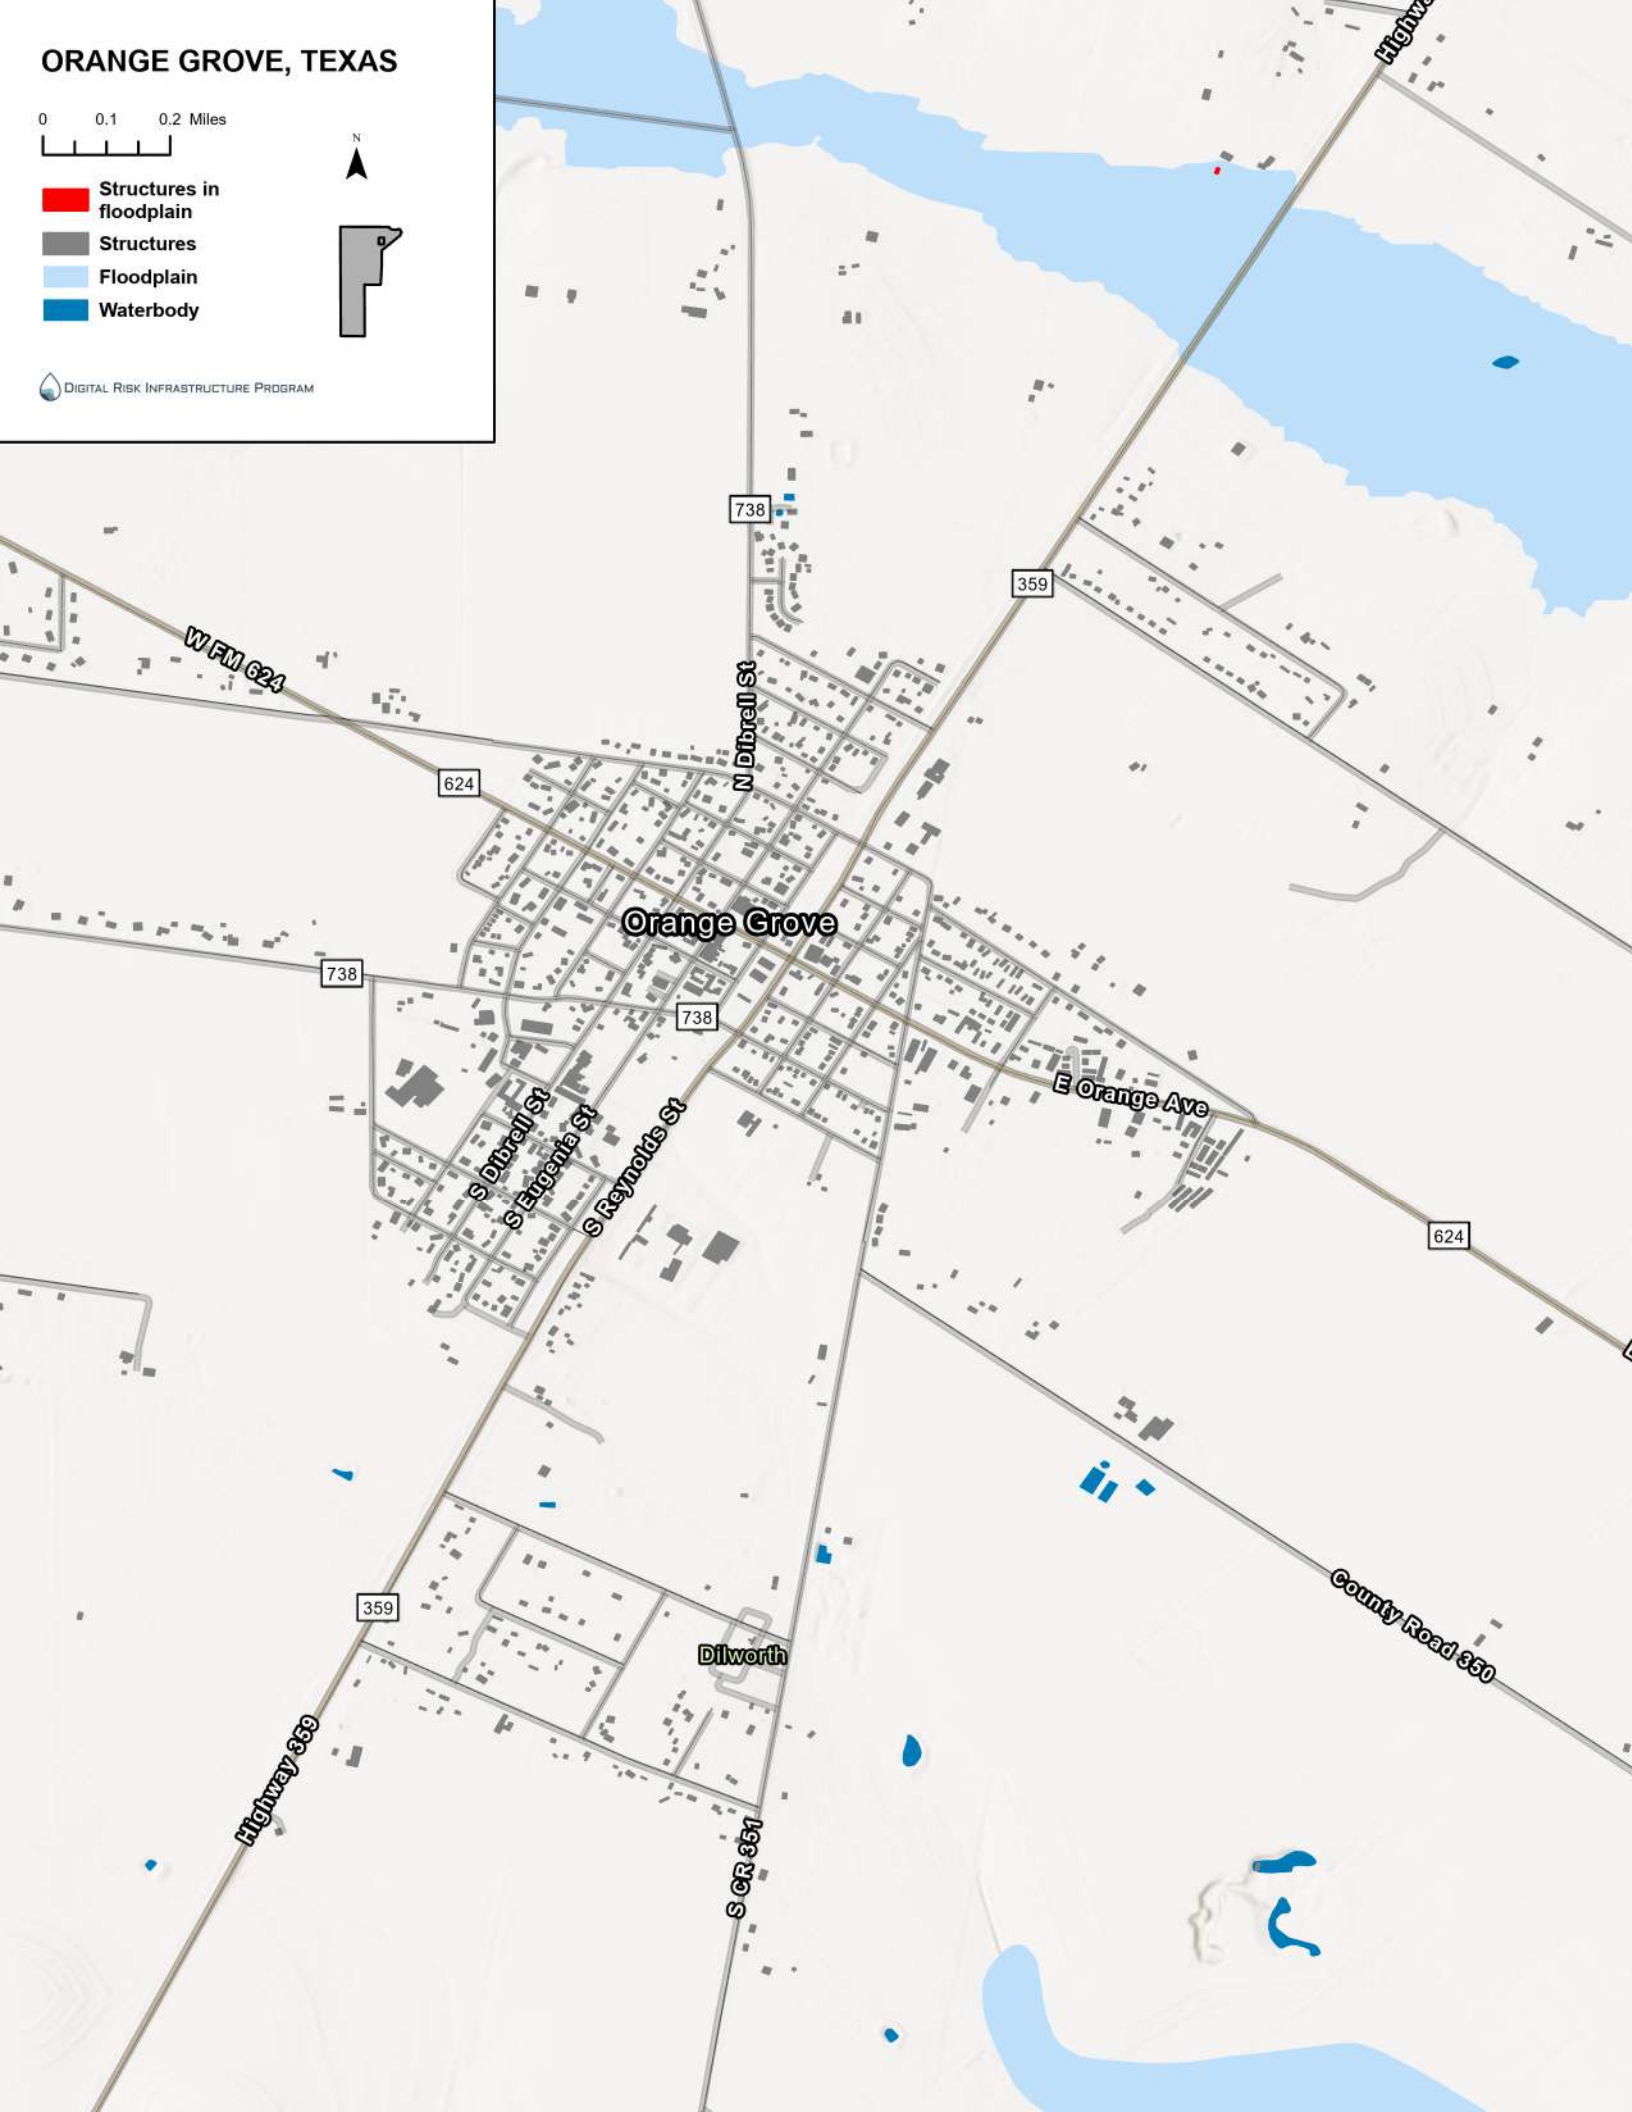 ORANGE GROVE, TEXAS
0 0.1 0.2 Miles
N
Structures in
floodplain
Structures
Floodplain
Waterbody
DIGITAL RISK INFRASTRUCTURE PROGRAM
738
359
W FM 624
N Dibrell St
624
Orange Grove
738
738
E Orange Ave
S Dibrell St
S Eugenia St
S Reynolds St
624
359
County Road 350
Dilworth
Highway 359
S CR 351